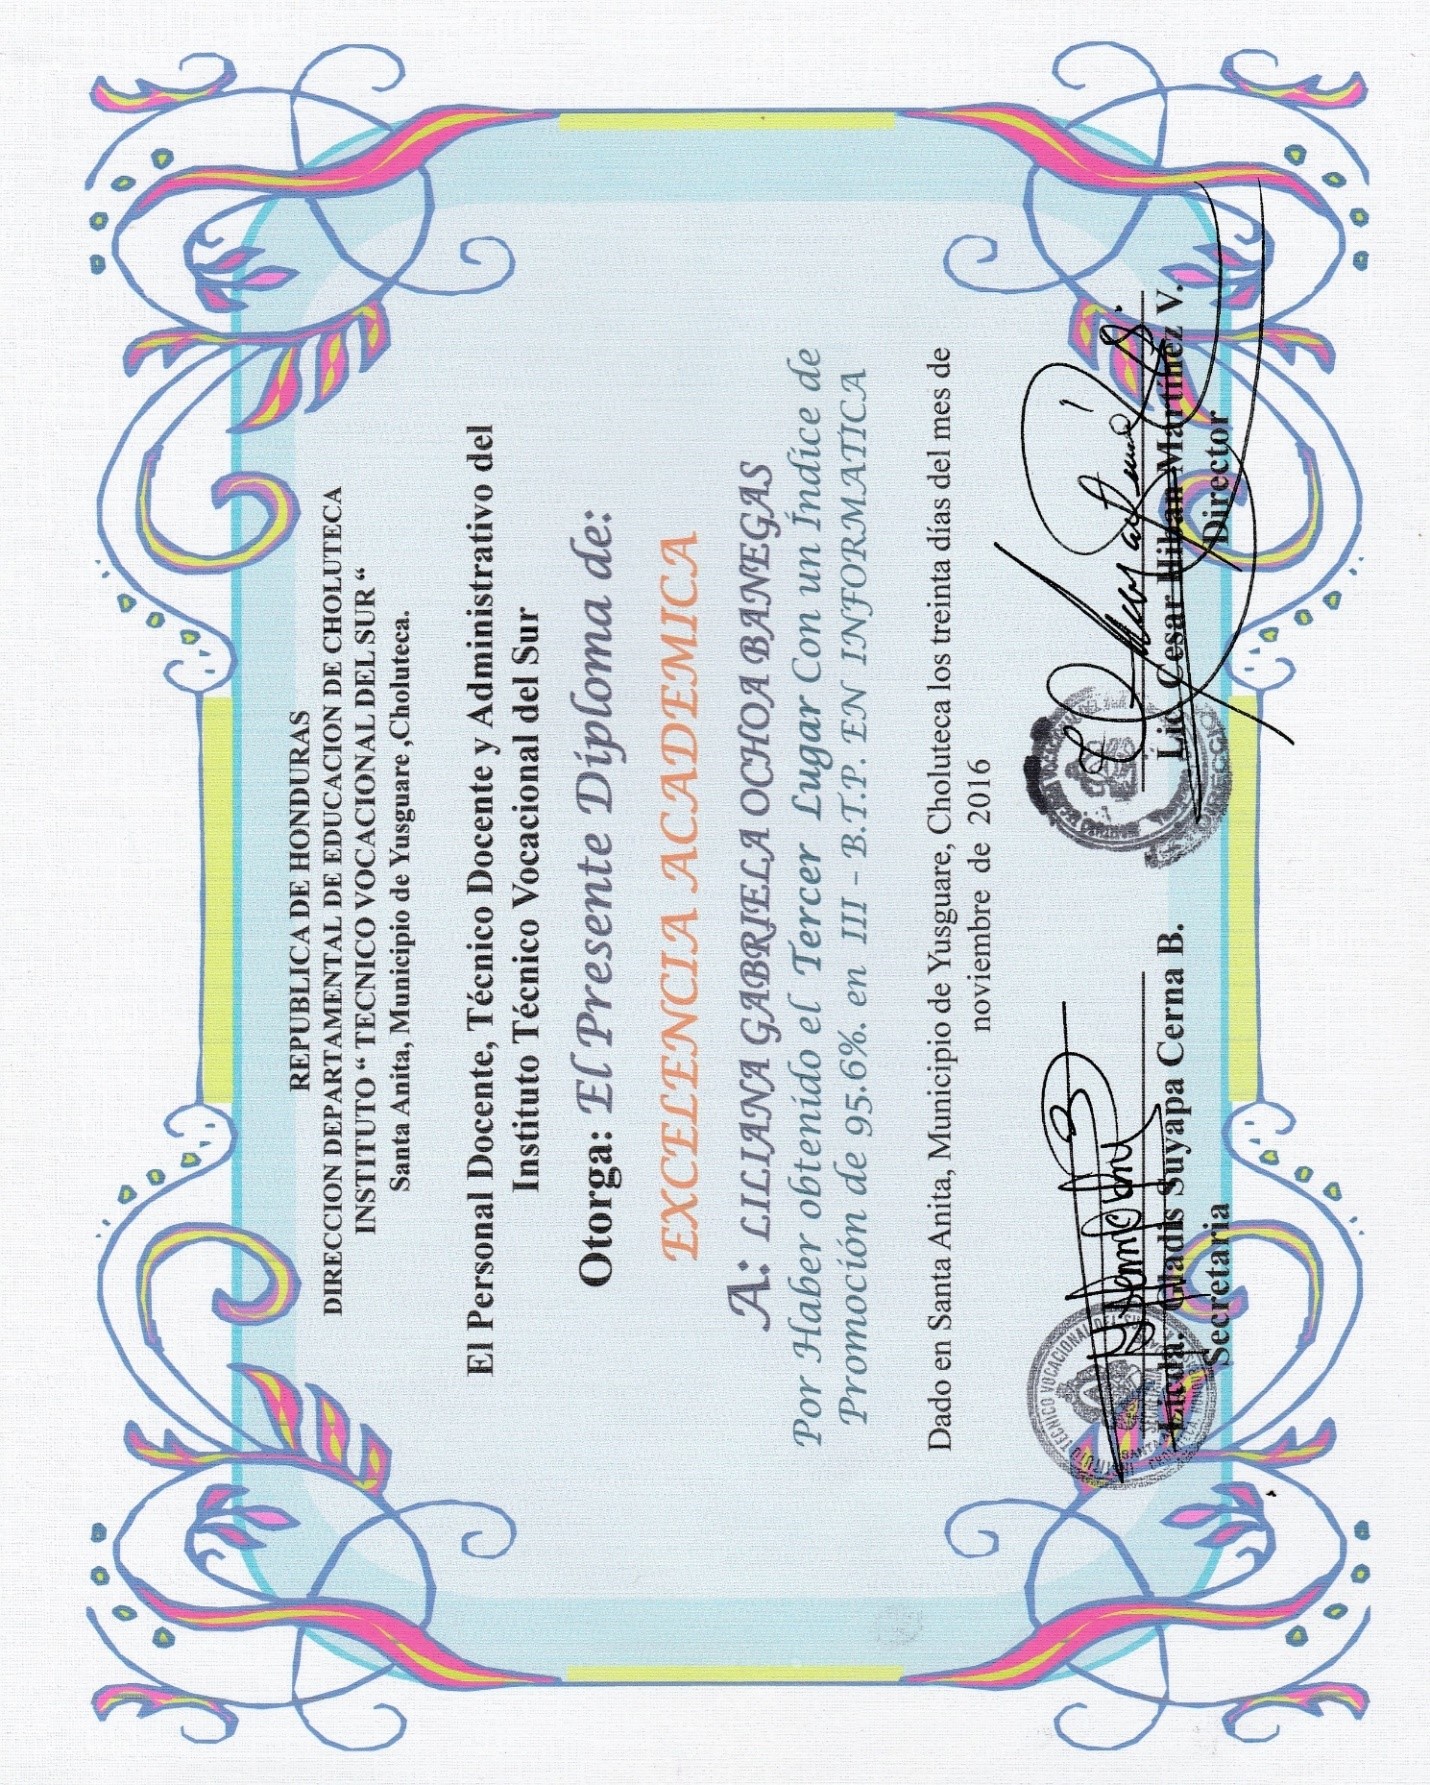 REPUBLICA DE HONDURAS
DIRECCION DEPARTAMENTAL DE EDUCACION DE CHOLUTECA
INSTITUTO “ TECNICO VOCACIONAL DEL SUR “
Santa Anita, Municipio de Yusguare ,Choluteca.
El Personal Docente, Técnico Docente y Administrativo del
Instituto Técnico Vocacional del Sur
Otorga: El Presente Diploma de:
EXCELENCIA ACADEMICA
A: LILIANA GABRIELA OCHOA BANEGAS
Por Haber obtenido el Tercer Lugar Con un Índice de
Promoción de 95.6%. en III - B.T.P. EN INFORMATICA
Dado en Santa Anita, Municipio de Yusguare, Choluteca los treinta días del mes de
noviembre de 2016
Licda. Gladis Suyapa Cerna B.
Secretaria
Lic. Cesar Hiban Martínez V.
Director